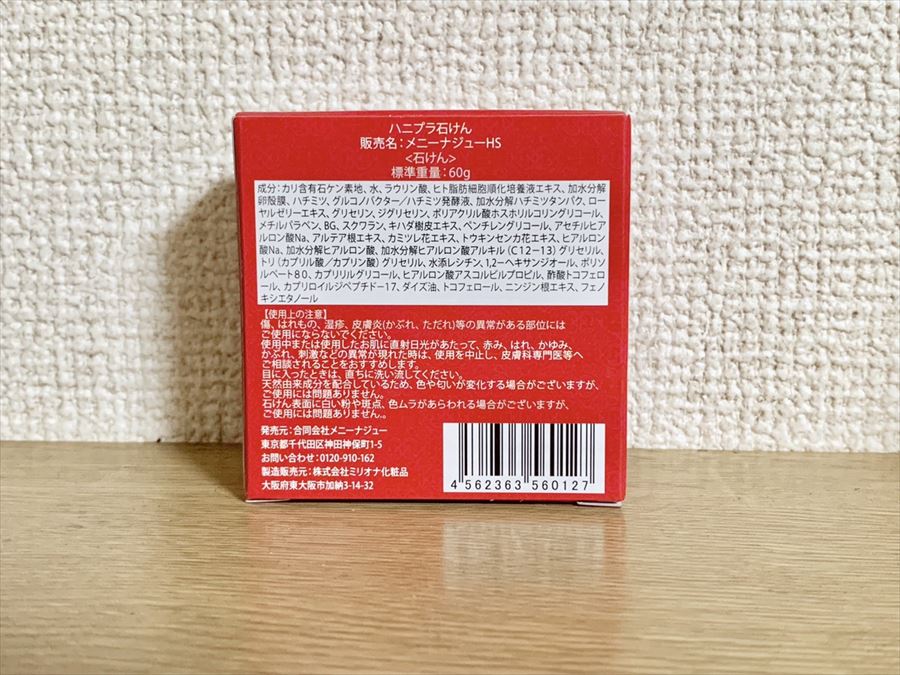 ハニプラ石けん
販売名：メニーナジューHS
<石けん>
標準重量：60g
成分：カリ含有石ケン素地、水、ラウリン酸、ヒト脂肪細胞順化培養液エキス、加水分解
卵殻膜、ハチミツ、グルコノバクター／ハチミツ発酵液、加水分解ハチミツタンパク、ロー
ヤルゼリーエキス、グリセリン、ジグリセリン、ポリアクリル酸ホスホリルコリングリコール、
メチルパラベン、BG、スクワラン、キハダ樹皮エキス、ペンチレングリコール、アセチルヒア
ルロン酸Na、アルテア根エキス、カミツレ花エキス、トウキンセンカ花エキス、ヒアルロン酸
Na、加水分解ヒアルロン酸、加水分解ヒアルロン酸アルキル（C12－13）グリセリル、
トリ（カプリル酸／カプリン酸）グリセリル、水添レシチン、1,2－ヘキサンジオール、ポリソ
ルベート80、カプリリルグリコール、ヒアルロン酸アスコルビルプロピル、酢酸トコフェロ
ール、カプロイルジペプチド－17、ダイズ油、トコフェロール、ニンジン根エキス、フェノ
キシエタノール
【使用上の注意】
傷、はれもの、湿疹、皮膚炎(かぶれ、ただれ)等の異常がある部位には
ご使用にならないでください。
使用中または使用したお肌に直射日光があたって、赤み、はれ、かゆみ、
かぶれ、刺激などの異常が現れた時は、使用を中止し、皮膚科専門医等へ
ご相談されることをおすすめします。
目に入ったときは、直ちに洗い流してください。
天然由来成分を配合しているため、色や匂いが変化する場合がございますが、
ご使用には問題ありません。
石けん表面に白い粉や斑点、色ムラがあらわれる場合がございますが、
ご使用には問題ありません。
発売元：合同会社メニーナジュー
東京都千代田区神田神保町1-5
お問い合わせ：0120-910-162
製造販売元：株式会社ミリオナ化粧品
大阪府東大阪市加納3-14-32
4 562363 560127